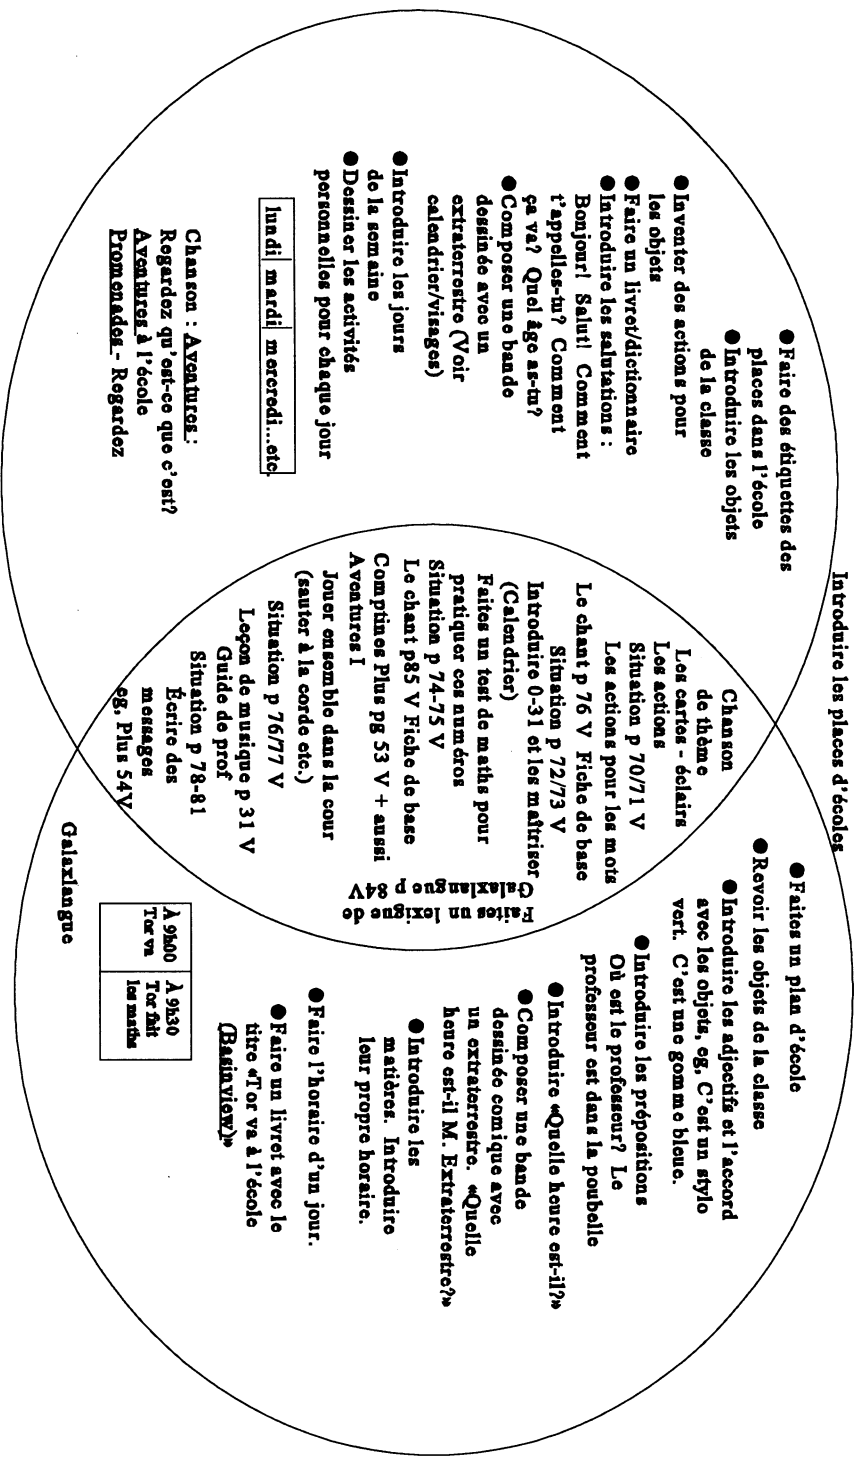 Introduire les places d'écoles
●Faire des étiquettes des
places dans l'école
●Introduire les objets
de la classe
●Inventer des actions pour
les objets
●Faire un livret/dictionnaire
●Introduire les salutations :
Bonjour! Salut! Comment
t'appelles-tu? Comment
ça va? Quel âge as-tu?
●Composer une bande
dessinée avec un
extraterrestre (Voir
calendrier/visages)
●Introduire les jours
de la semaine
●Dessiner les activités
personnelles pour chaque jour
lundi mardi mercredi...etc.
Chanson : Aventures :
Regardez qu'est-ce que c'est?
Aventures à l'école
Promenades - Regardez
Chanson
de thème
Les cartes - éclairs
Les actions
Situation p 70/71 V
Les actions pour les mots
Le chant p 76 V Fiche de base
Situation p 72/73 V
Introduire 0-31 et les maîtriser
(Calendrier)
Faites un test de maths pour
pratiquer ces numéros
Situation p 74-75 V
Le chant p85 V Fiche de base
Comptines Plus pg 53 V + aussi
Aventures I
Jouer ensemble dans la cour
(sauter à la corde etc.)
Situation p 76/77 V
Leçon de musique p 31 V
Guide de prof
Situation p 78-81
Écrire des
messages
eg, Plus 54V
Faites un lexique de
Galaxlangue p 84V
●Faites un plan d'école
●Revoir les objets de la classe
●Introduire les adjectifs et l'accord
avec les objets, eg, C'est un stylo
vert. C'est une gomme bleue.
●Introduire les prépositions
Où est le professeur? Le
professeur est dans la poubelle
●Introduire «Quelle heure est-il?»
●Composer une bande
dessinée comique avec
un extraterrestre. «Quelle
heure est-il M. Extraterrestre?»
●Introduire les
matières. Introduire
leur propre horaire.
●Faire l'horaire d'un jour.
●Faire un livret avec le
titre «Tor va à l'école
(Basinview)»
À 9h00
Tor va
À 9h30
Tor fait
les maths
Galaxlangue